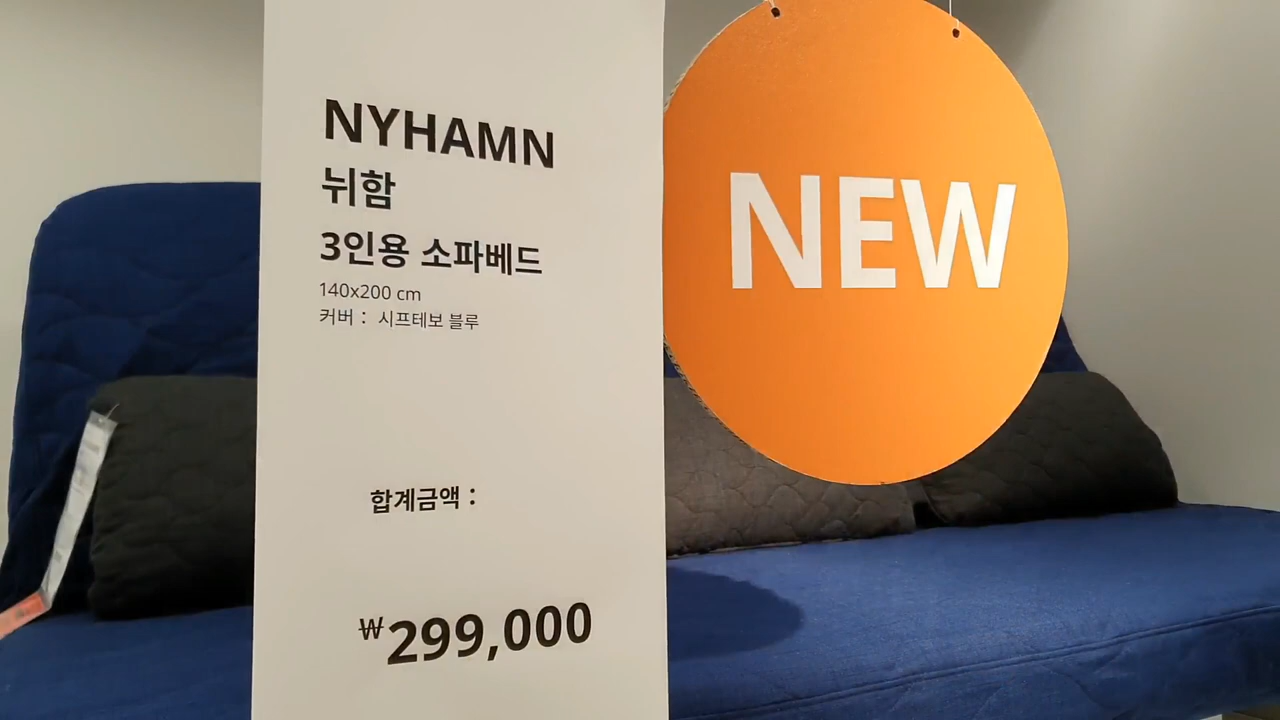 NYHAMN
뉘함
3인용 소파베드
140x200 cm
커버 : 시프테보 블루
합계금액 :
₩299,000
NEW